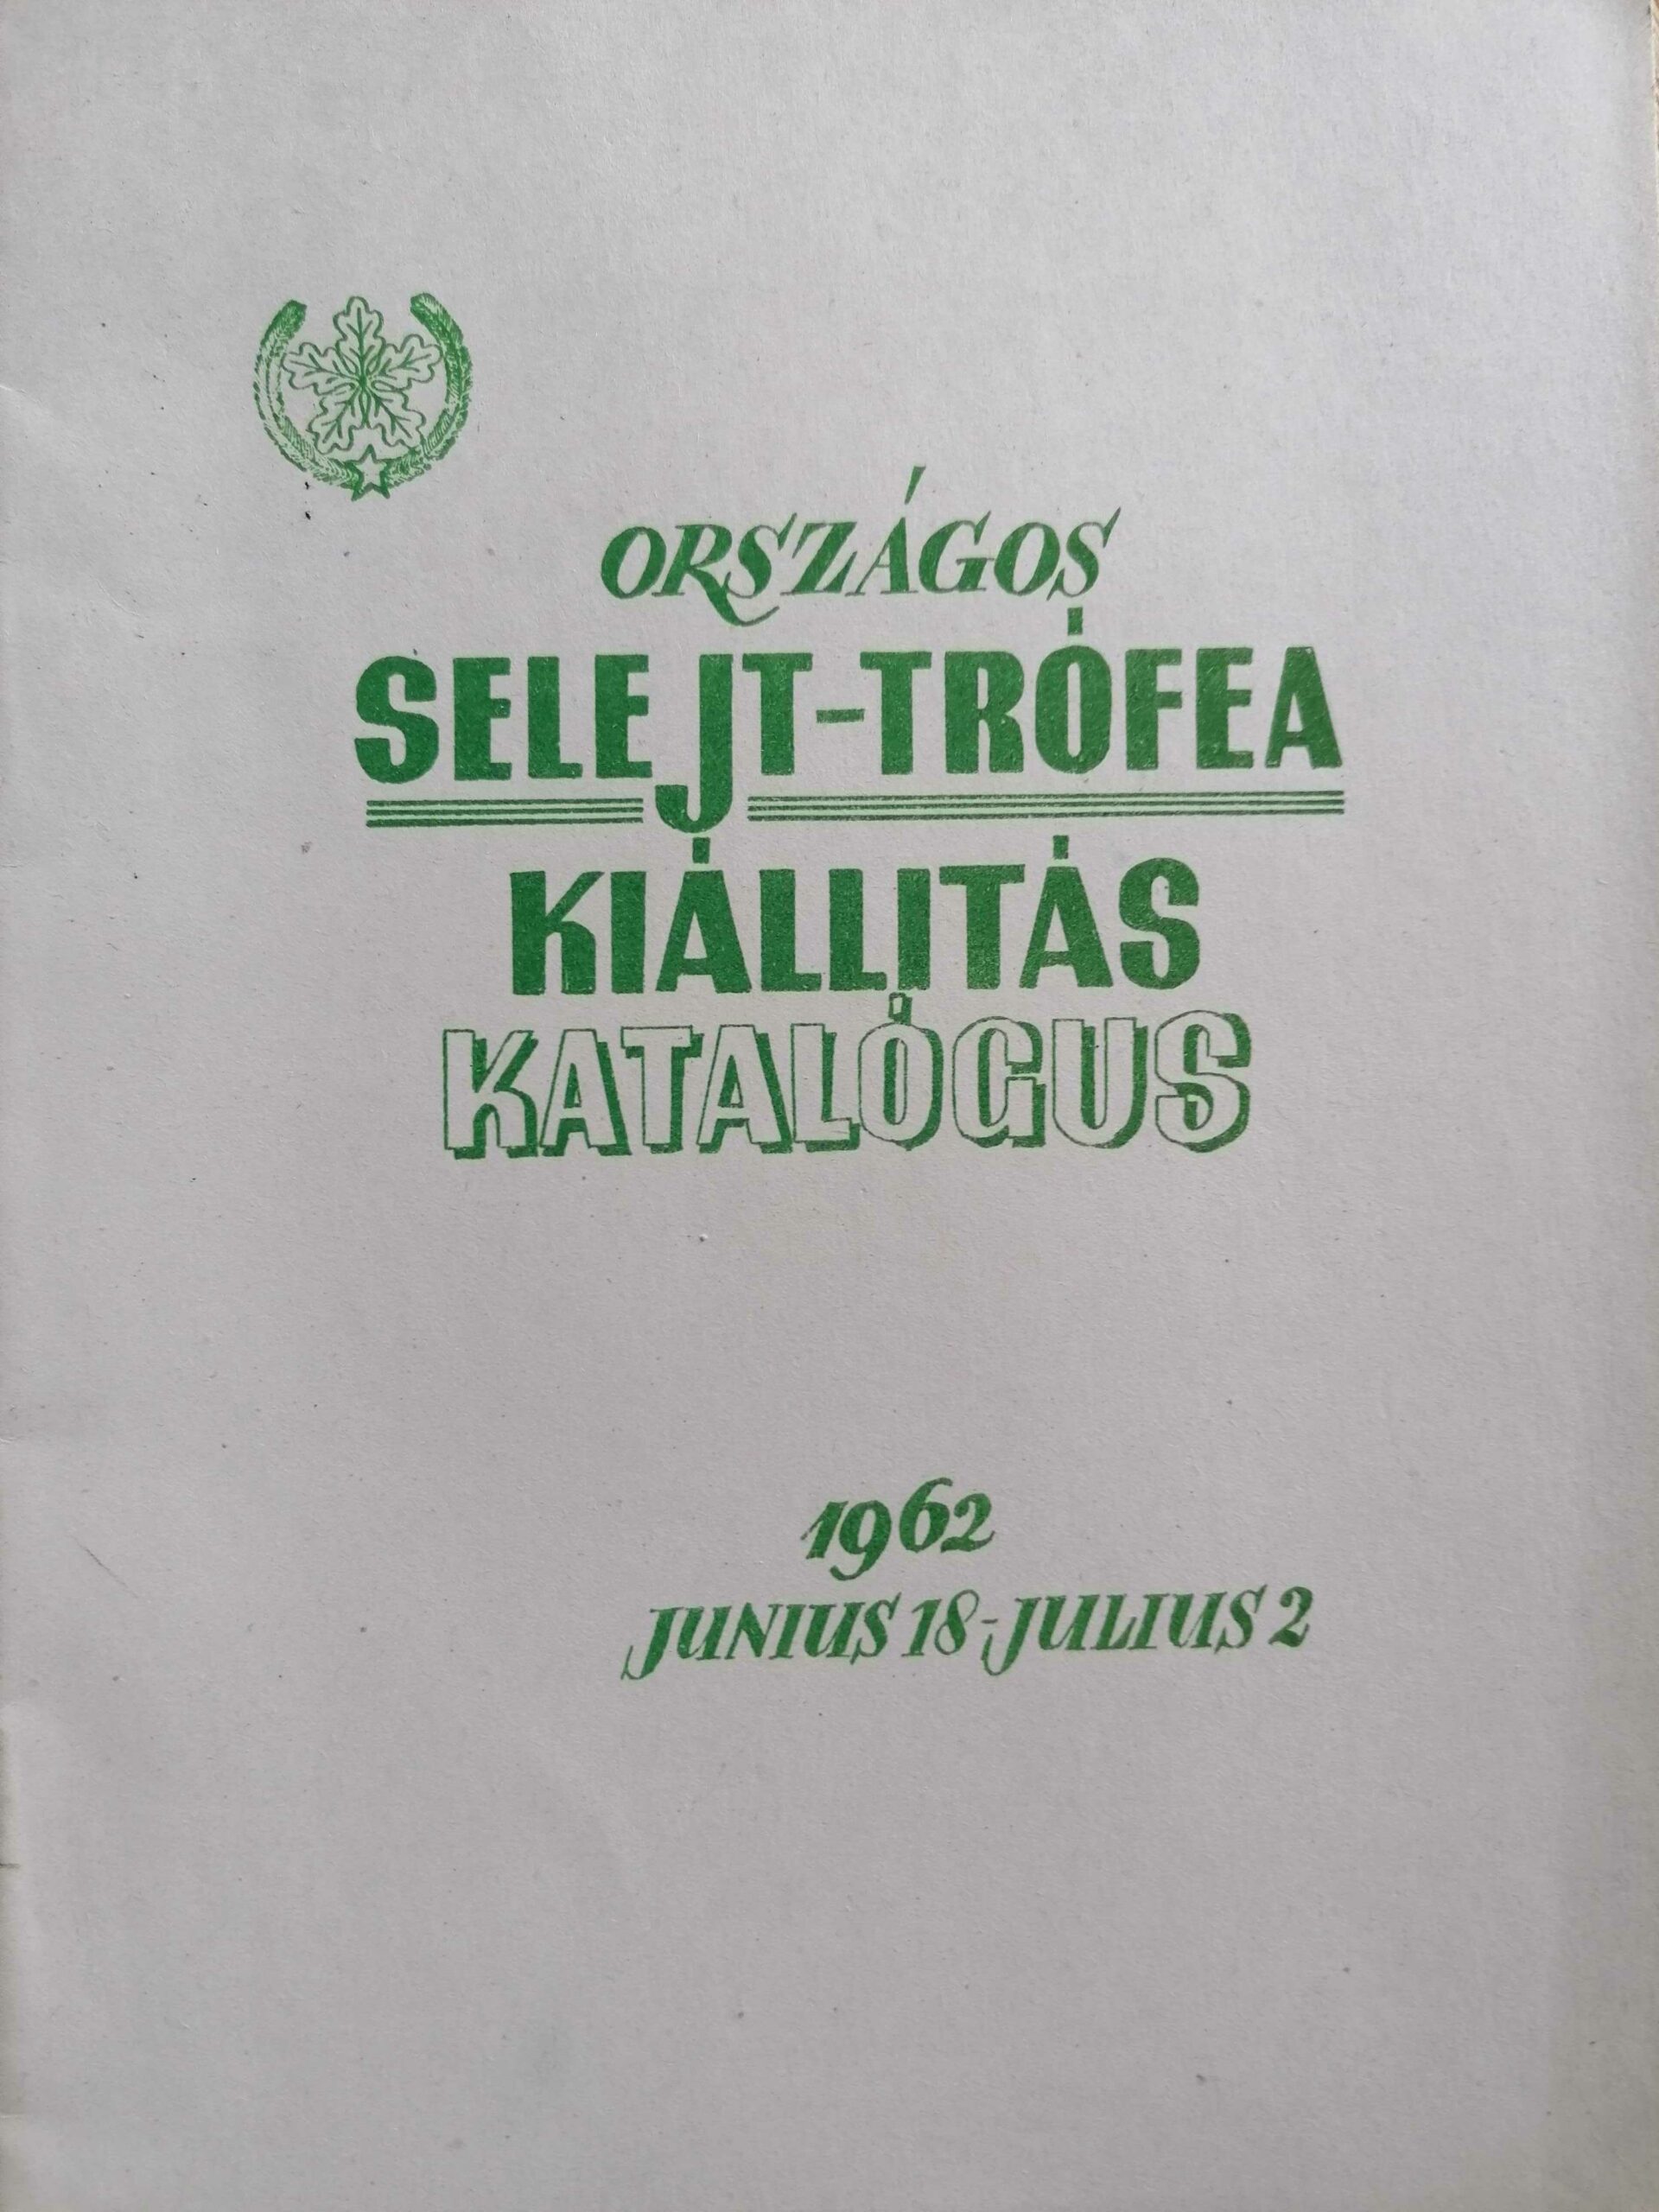 ORSZÁGOS
SELEJT-TRÓFEA
KIÁLLITÁS
KATALÓGUS
1962
JUNIUS 18-JULIUS 2